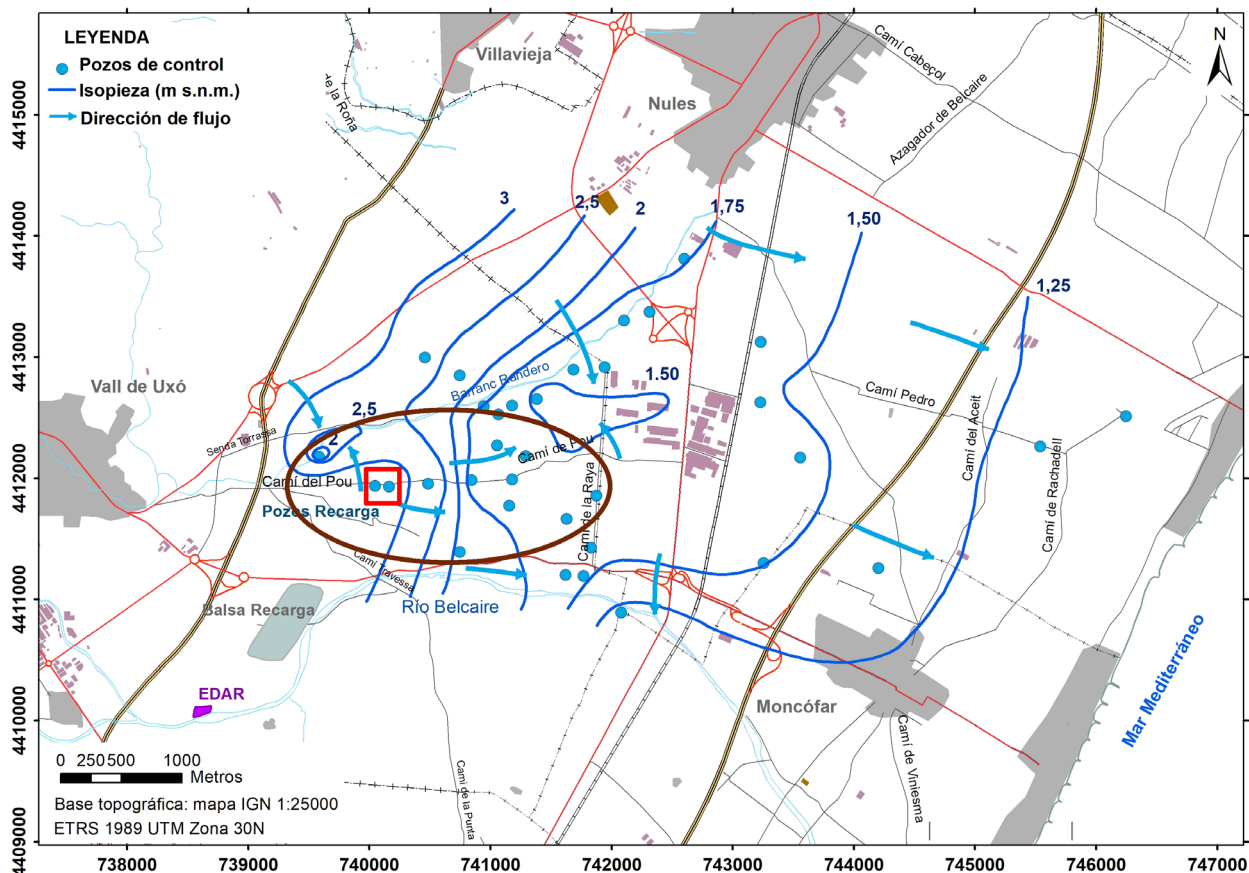 LEYENDA
Pozos de control
Isopieza (m s.n.m.)
Dirección de flujo
Villavieja
Nules
N
Camí Cabeçol
Azagador de Belcaire
de la Roña
3
2,5
2
1,75
1,50
1,25
Vall de Uxó
Barranc Randero
1.50
Camí Pedro
Camí del Aceit
Camí de Rachadell
Senda Torrassa
2,5
2
Camí de Pou
Camí del Pou
Pozos Recarga
Camí de la Raya
Camí Travessa
Río Belcaire
Balsa Recarga
EDAR
Moncófar
Mar Mediterráneo
Camí de Viniesma
Camí de la Punta
0 250 500 1000
Metros
Base topográfica: mapa IGN 1:25000
ETRS 1989 UTM Zona 30N
4415000
4414000
4413000
4412000
4411000
4410000
4409000
738000 739000 740000 741000 742000 743000 744000 745000 746000 747000